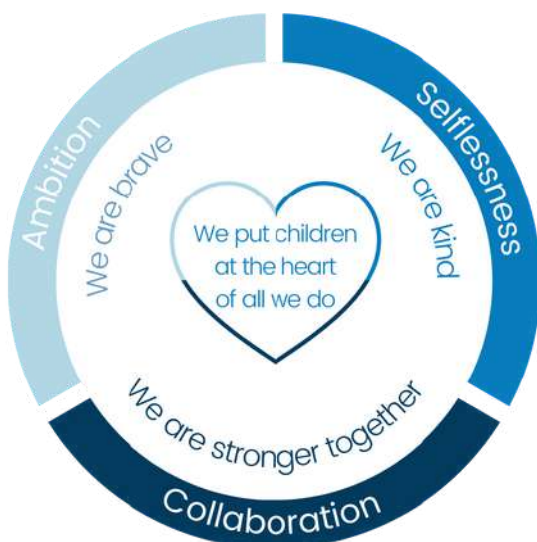 Ambition
We are brave
Selflessness
We are kind
We put children
at the heart
of all we do
We are stronger together
Collaboration